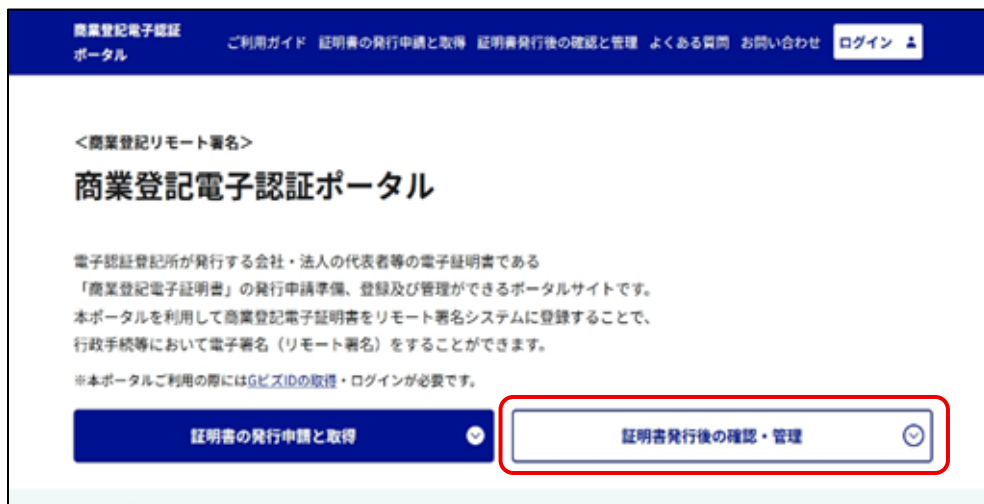 商業登記電子認証
ポータル
ご利用ガイド 証明書の発行申請と取得 証明書発行後の確認と管理 よくある質問 お問い合わせ ログイン
<商業登記リモート署名>
商業登記電子認証ポータル
電子認証登記所が発行する会社・法人の代表者等の電子証明書である
「商業登記電子証明書」の発行申請準備、登録及び管理ができるポータルサイトです。
本ポータルを利用して商業登記電子証明書をリモート署名システムに登録することで、
行政手続等において電子署名（リモート署名）をすることができます。
※本ポータルご利用の際にはGビズIDの取得・ログインが必要です。
証明書の発行申請と取得
証明書発行後の確認・管理